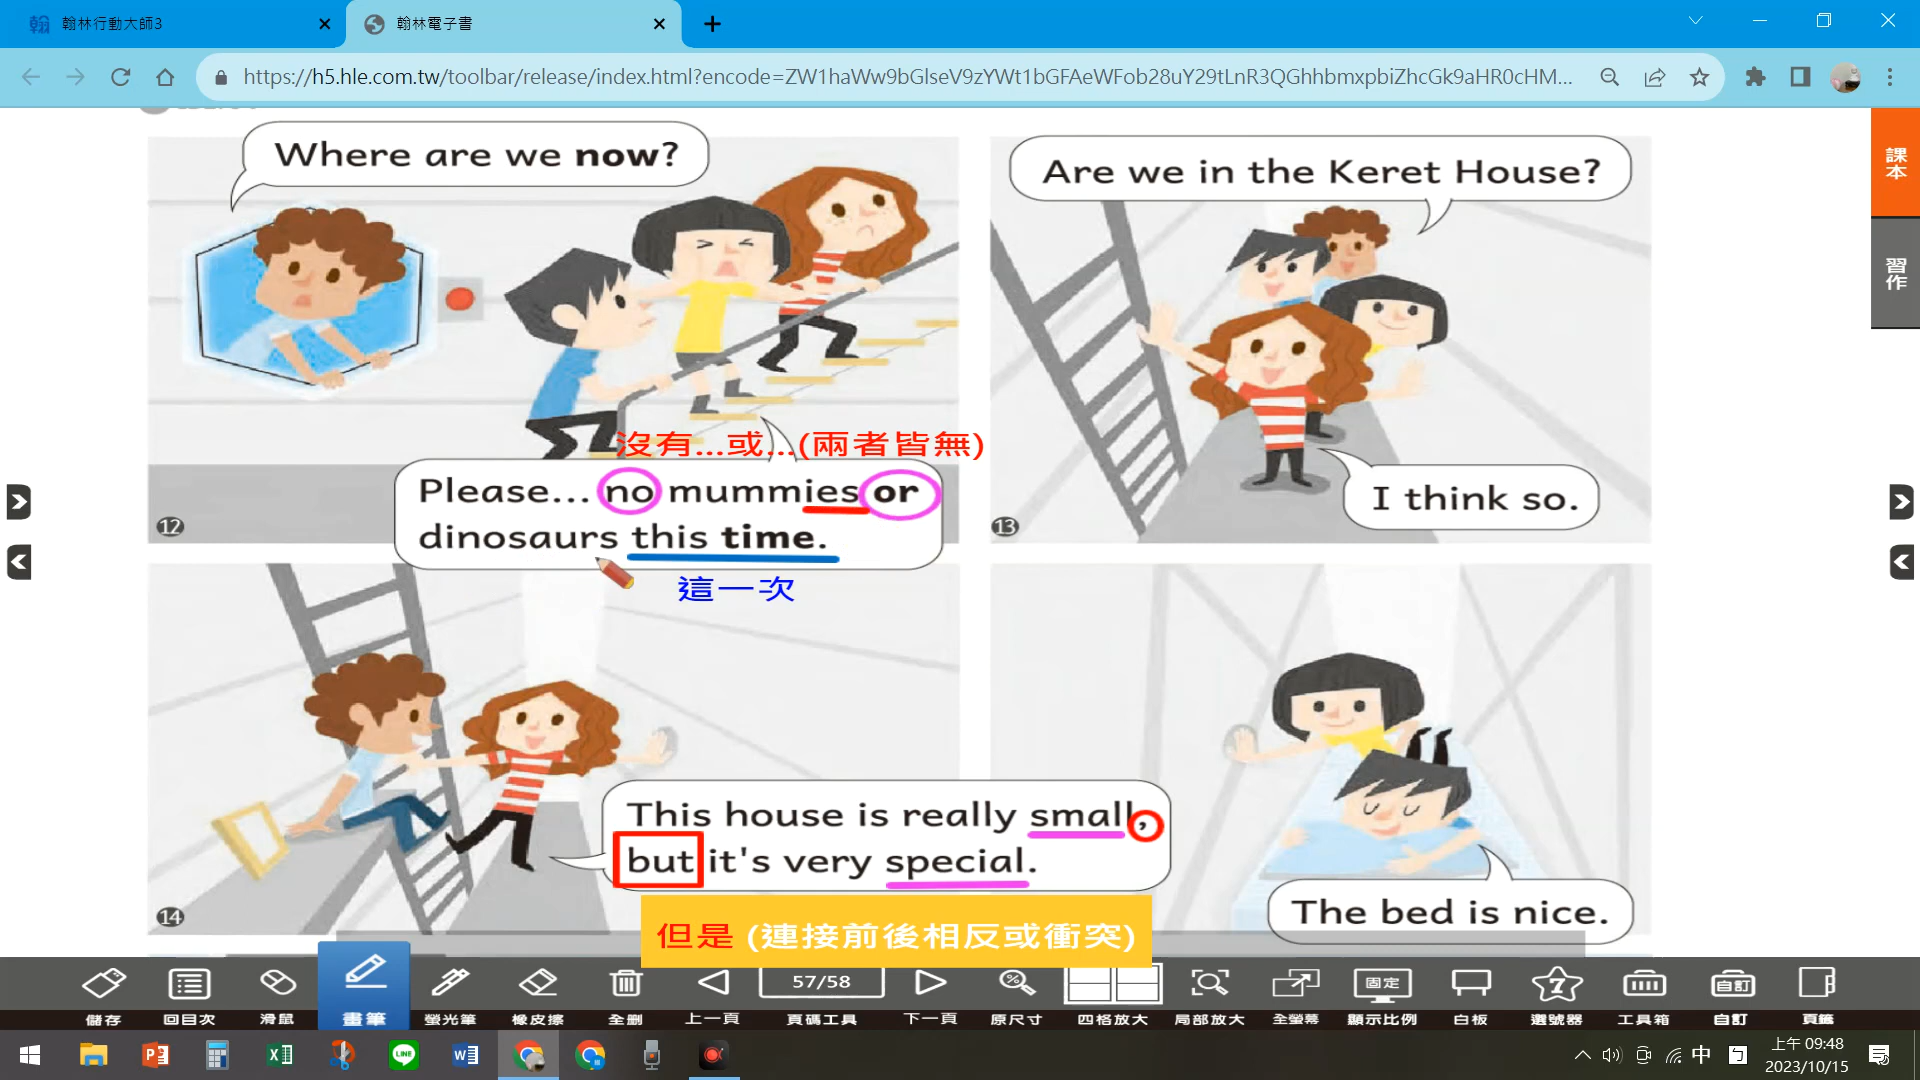 翰林行動大師3
翰林電子書
https://h5.hle.com.tw/toolbar/release/index.html?encode=ZW1haWw9bGlseV9zYWt1bGFAeWFob28uY29tLnR3QGhhbmxpbiZhcGk9aHR0cHM...
Where are we now?
Are we in the Keret House?
沒有...或...(兩者皆無)
Please... no mummies or
dinosaurs this time.
這一次
12
I think so.
13
This house is really small,
but it's very special.
但是 (連接前後相反或衝突)
14
The bed is nice.
課本
習作
固定
7
自訂
57/58
儲存
回目次
滑鼠
畫筆
螢光筆
橡皮擦
全刪
上一頁
頁碼工具
下一頁
原尺寸
四格放大
局部放大
全螢幕
顯示比例
白板
選號器
工具箱
自訂
頁籤
中
上午 09:48
2023/10/15